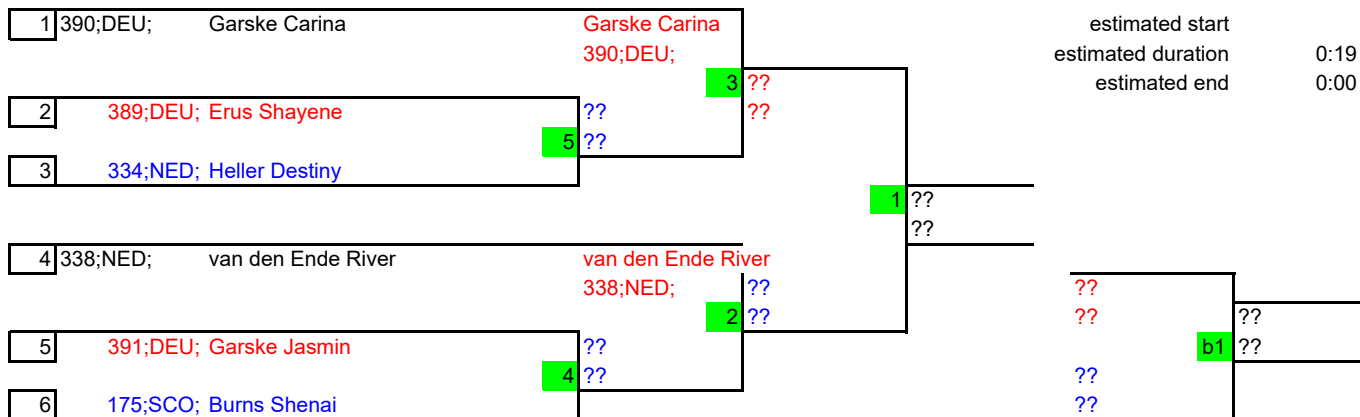 1 390;DEU; Garske Carina Garske Carina estimated start
390;DEU; estimated duration 0:19
3 ?? estimated end 0:00
2 389;DEU; Erus Shayene ?? ??
5 ??
3 334;NED; Heller Destiny
1 ??
??
4 338;NED; van den Ende River van den Ende River
338;NED; ?? ??
2 ?? ?? ??
5 391;DEU; Garske Jasmin ?? b1 ??
4 ?? ??
6 175;SCO; Burns Shenai ??